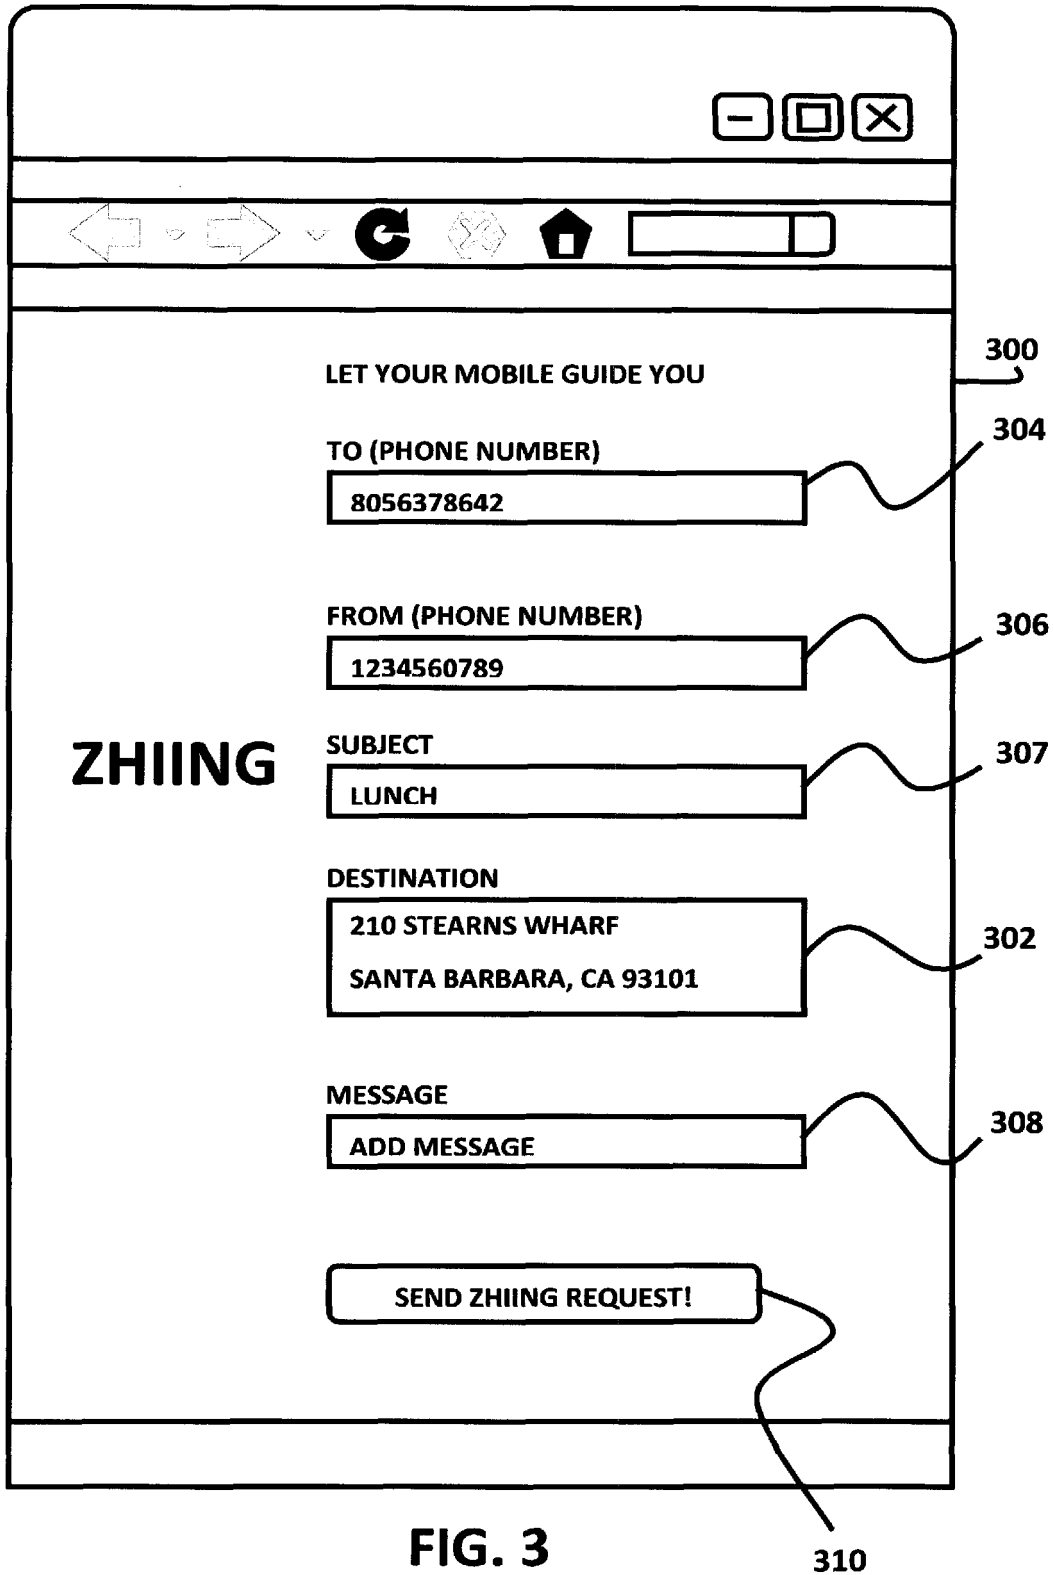 300
LET YOUR MOBILE GUIDE YOU
304
TO (PHONE NUMBER)
8056378642
FROM (PHONE NUMBER)
306
1234560789
ZHIING
SUBJECT
307
LUNCH
DESTINATION
210 STEARNS WHARF
302
SANTA BARBARA, CA 93101
MESSAGE
308
ADD MESSAGE
SEND ZHIING REQUEST!
FIG. 3
310